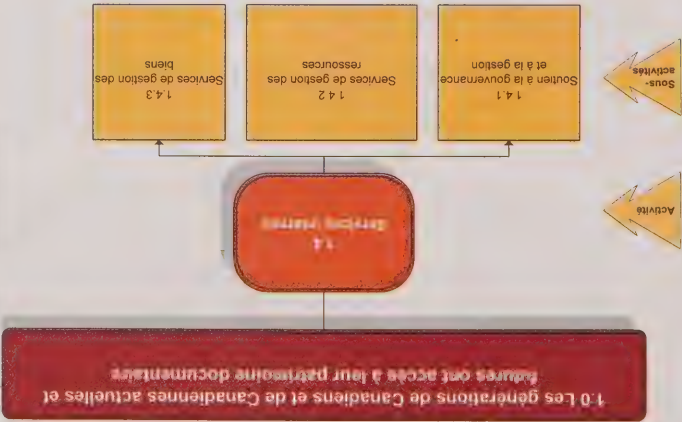 1.0 Les générations de Canadiens et de Canadiennes actuelles et
futures ont accès à leur patrimoine documentaire
Activité
1.4
Services internes
Sous-
activités
1.4.1
Soutien à la gouvernance
et à la gestion
1.4.2
Services de gestion des
ressources
1.4.3
Services de gestion des
biens